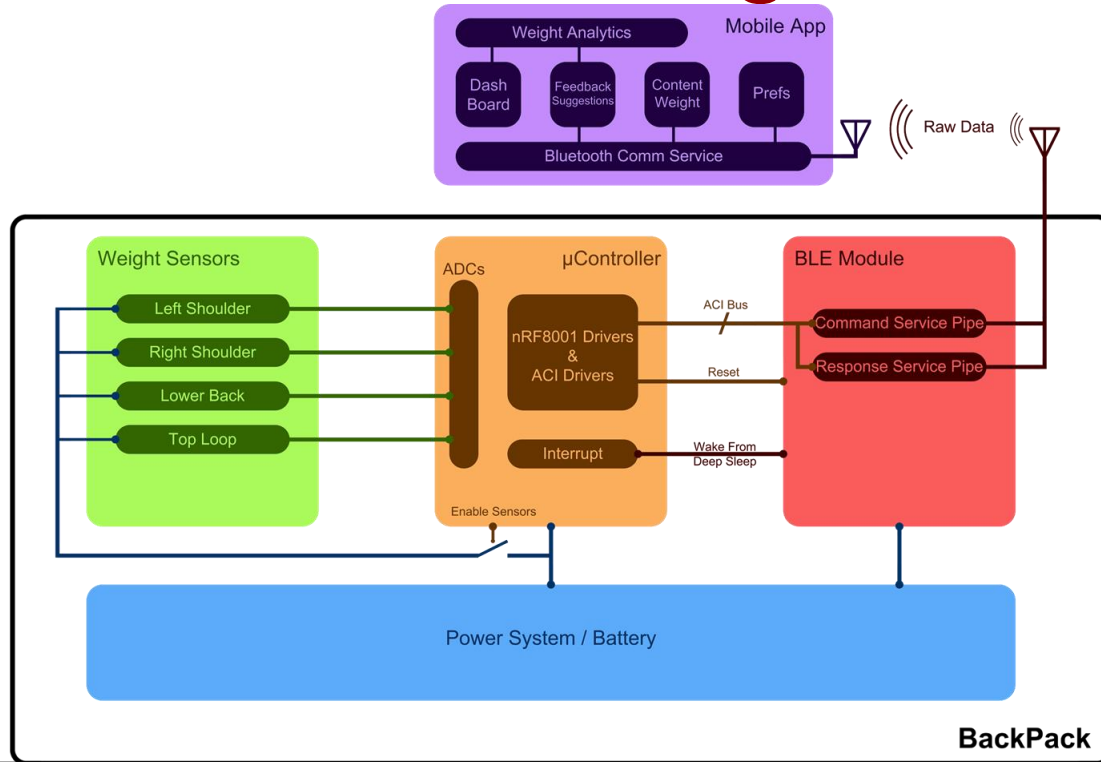 Mobile App
Weight Analytics
Dash
Board
Feedback
Suggestions
Content
Weight
Prefs
Bluetooth Comm Service
Raw Data
Weight Sensors
Left Shoulder
Right Shoulder
Lower Back
Top Loop
µController
ADCs
nRF8001 Drivers
&
ACI Drivers
Interrupt
Enable Sensors
ACI Bus
Reset
Wake From
Deep Sleep
BLE Module
Command Service Pipe
Response Service Pipe
Power System / Battery
BackPack